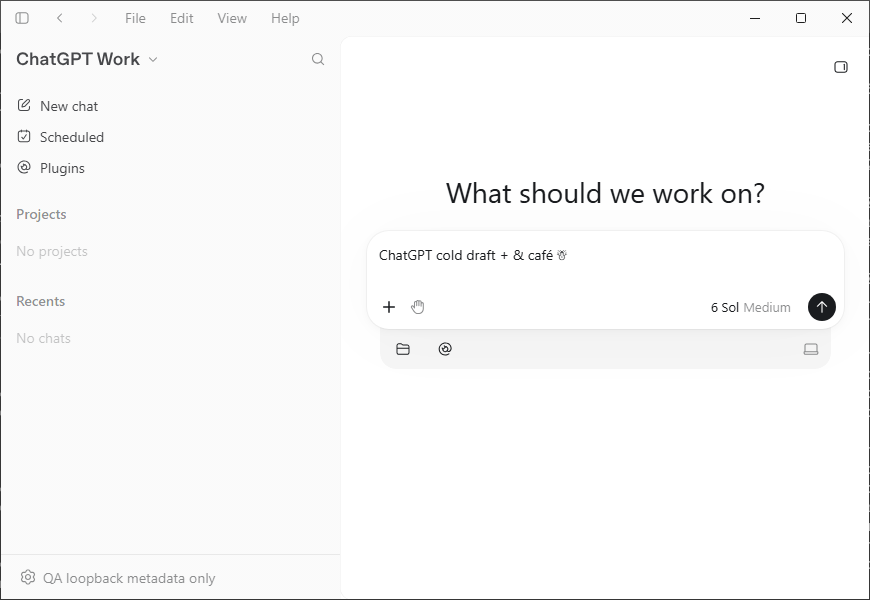 File Edit View Help
ChatGPT Work
New chat
Scheduled
Plugins
Projects
No projects
Recents
No chats
QA loopback metadata only
What should we work on?
ChatGPT cold draft + & café ☃
6 Sol Medium